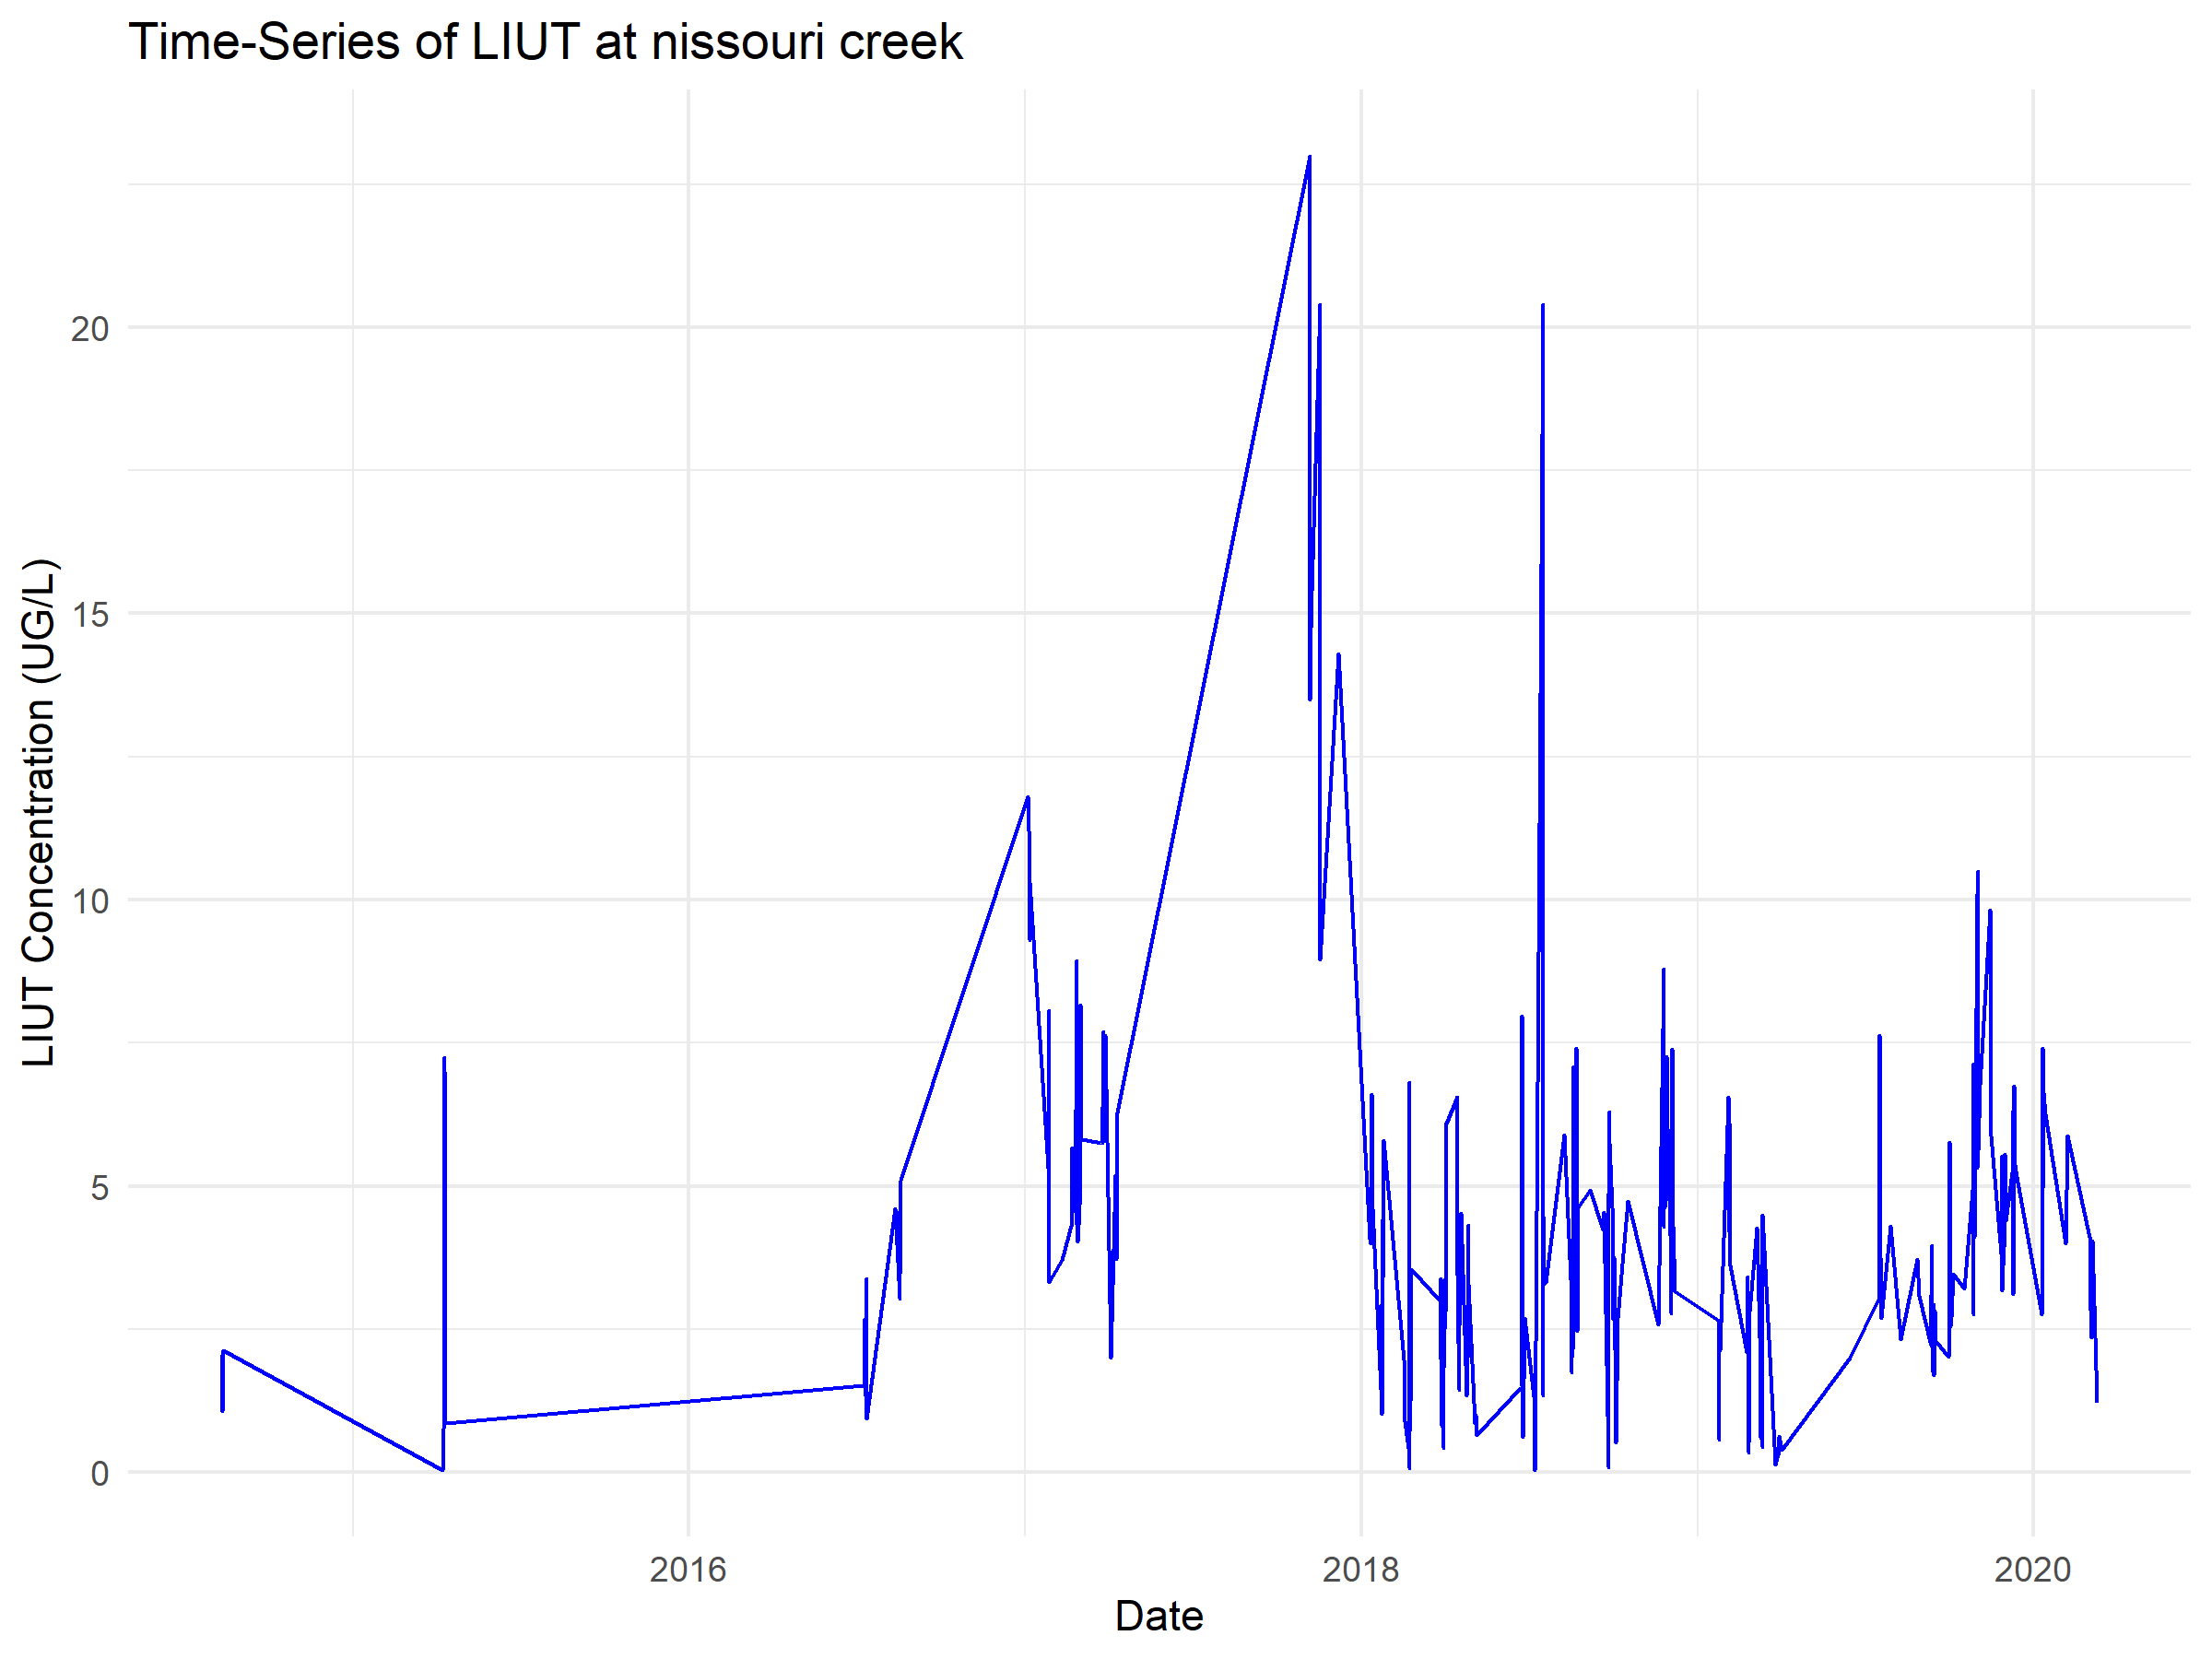 Time-Series of LIUT at nissouri creek
LIUT Concentration (UG/L)
20
15
10
5
0
2016
2018
2020
Date